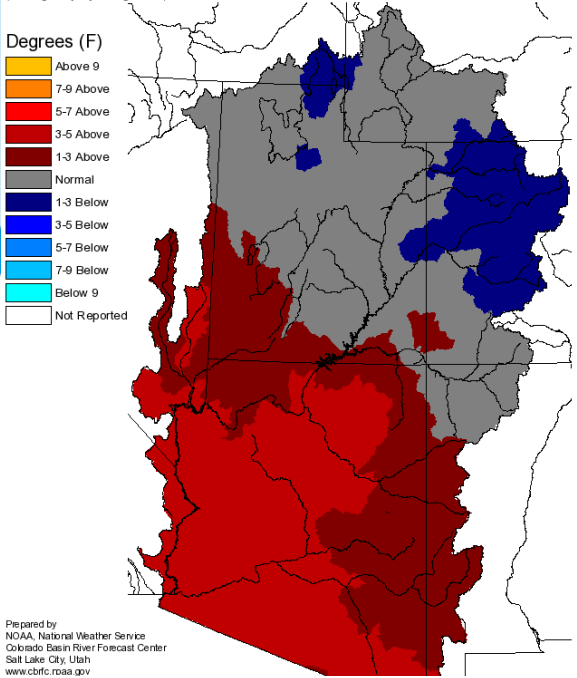 Degrees (F)
Above 9
7-9 Above
5-7 Above
3-5 Above
1-3 Above
Normal
1-3 Below
3-5 Below
5-7 Below
7-9 Below
Below 9
Not Reported
Prepared by
NOAA, National Weather Service
Colorado Basin River Forecast Center
Salt Lake City, Utah
www.cbrfc.noaa.gov